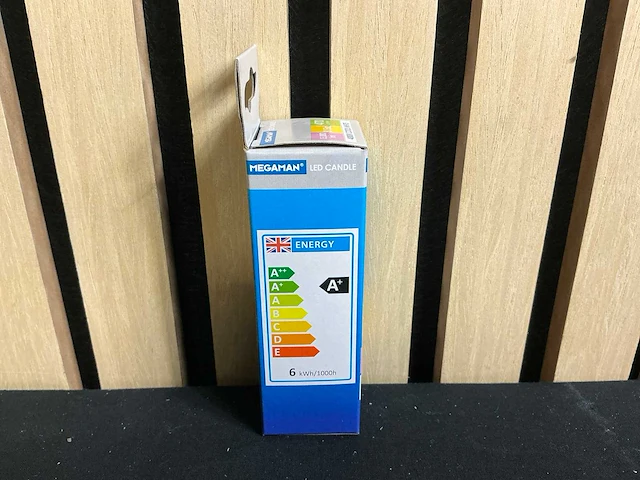 MEGAMAN® LED CANDLE
ENERGY
A++
A+
A+
A
B
C
D
E
6 kWh/1000h